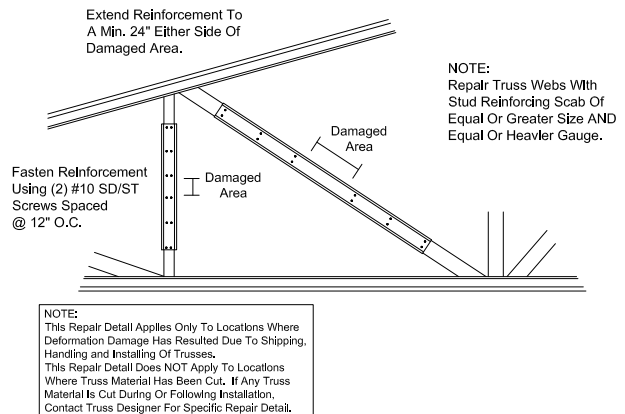 Extend Reinforcement To
A Min. 24" Either Side Of
Damaged Area.
NOTE:
Repair Truss Webs With
Stud Reinforcing Scab Of
Equal Or Greater Size AND
Equal Or Heavier Gauge.
Damaged
Area
Fasten Reinforcement
Using (2) #10 SD/ST
Screws Spaced
@ 12" O.C.
Damaged
Area
NOTE:
This Repair Detail Applies Only To Locations Where
Deformation Damage Has Resulted Due To Shipping,
Handling and Installing Of Trusses.
This Repair Detail Does NOT Apply To Locations
Where Truss Material Has Been Cut. If Any Truss
Material Is Cut During Or Following Installation,
Contact Truss Designer For Specific Repair Detail.